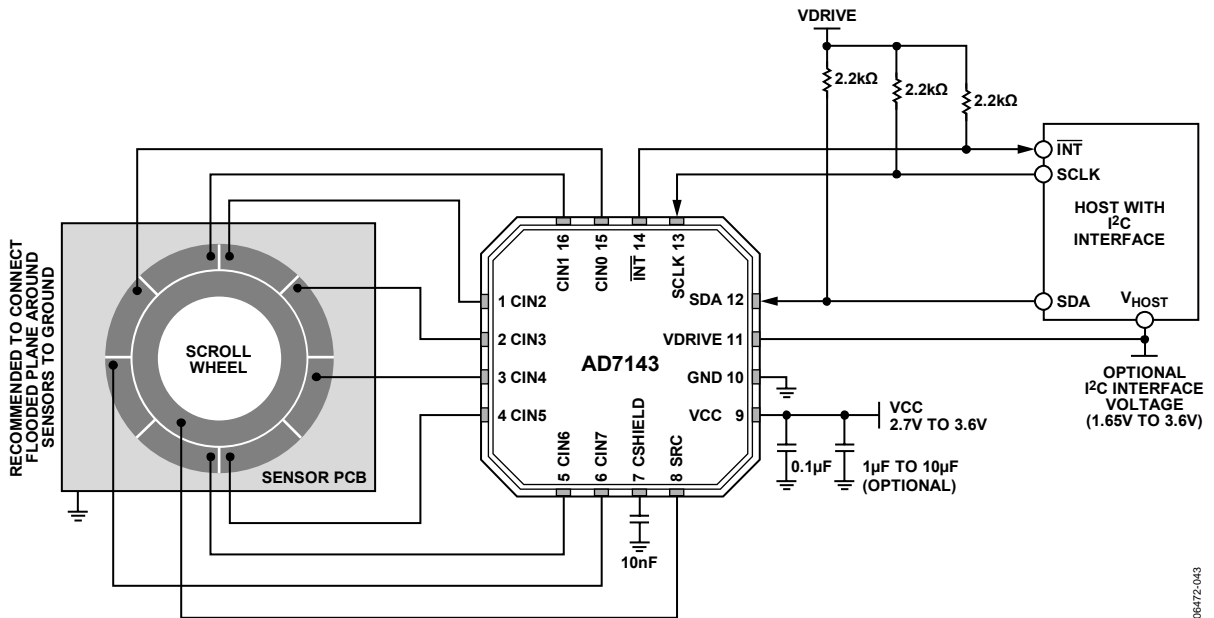 VDRIVE
2.2kΩ
2.2kΩ
2.2kΩ
INT
SCLK
HOST WITH
I2C
INTERFACE
SDA
VHOST
OPTIONAL
I2C INTERFACE
VOLTAGE
(1.65V TO 3.6V)
RECOMMENDED TO CONNECT
FLOODED PLANE AROUND
SENSORS TO GROUND
SCROLL
WHEEL
SENSOR PCB
CIN1 16
CIN0 15
INT 14
SCLK 13
1 CIN2
2 CIN3
3 CIN4
4 CIN5
AD7143
SDA 12
VDRIVE 11
GND 10
VCC 9
5 CIN6
6 CIN7
7 CSHIELD
8 SRC
VCC
2.7V TO 3.6V
0.1µF
1µF TO 10µF
(OPTIONAL)
10nF
06472-043